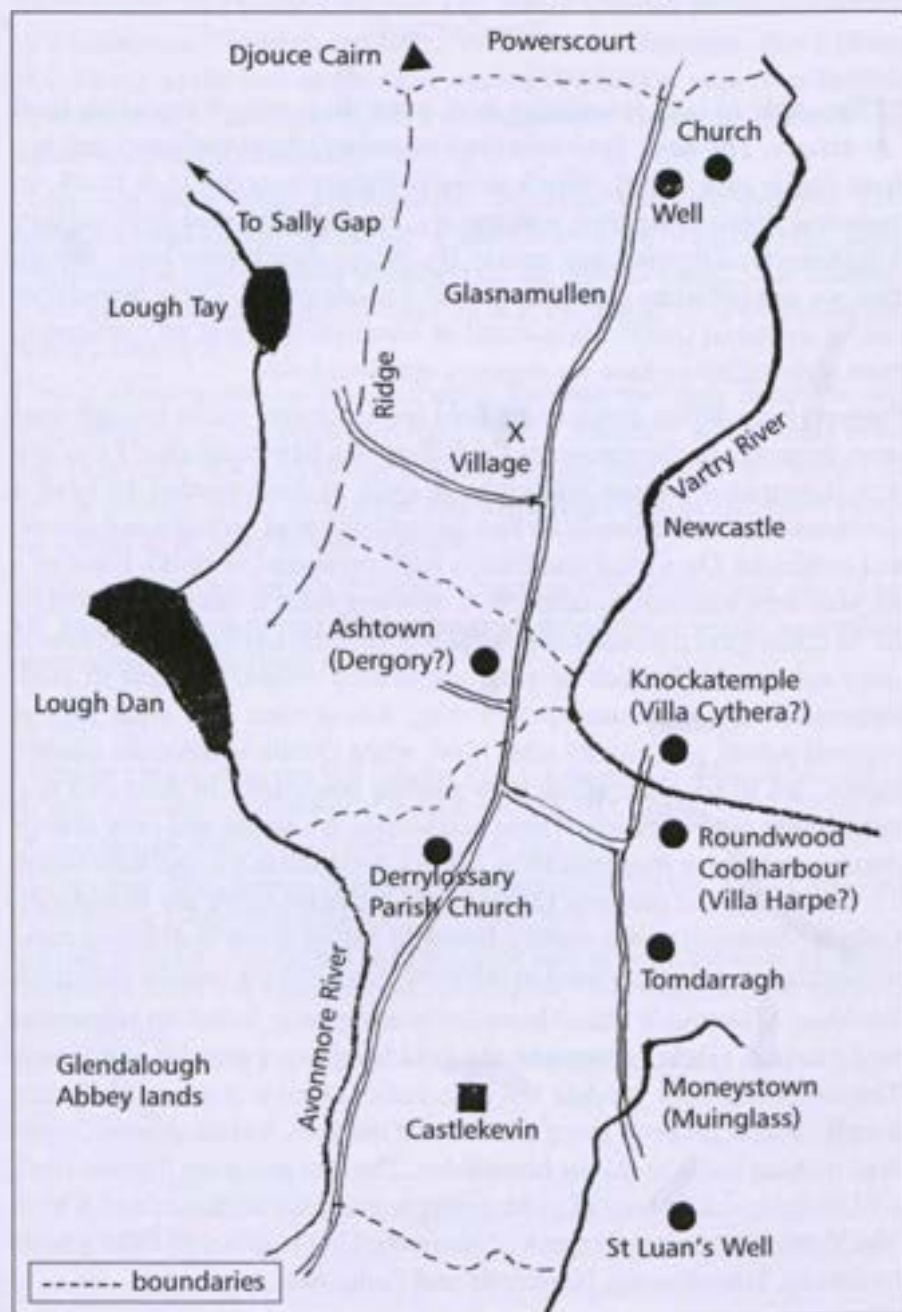 Powerscourt
Djouce Cairn
Church
Well
To Sally Gap
Glasnamullen
Lough Tay
Ridge
X
Village
Vartry River
Newcastle
Ashtown
(Dergory?)
Knockatemple
(Villa Cythera?)
Lough Dan
Roundwood
Coolharbour
(Villa Harpe?)
Derrylossary
Parish Church
Tomdarragh
Avonmore River
Glendalough
Abbey lands
Moneystown
(Muinglass)
Castlekevin
St Luan's Well
boundaries